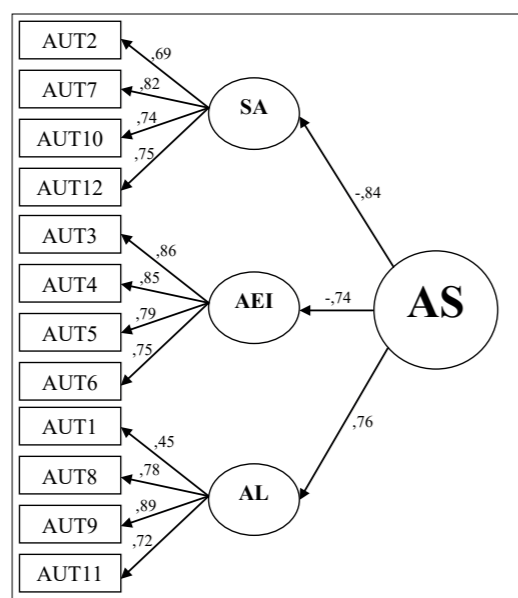 AUT2
,69
AUT7
,82
SA
AUT10
,74
AUT12
,75
-,84
AUT3
,86
AUT4
,85
AEI
-,74
AS
AUT5
,79
AUT6
,75
AUT1
,45
,76
AUT8
,78
AL
AUT9
,89
AUT11
,72